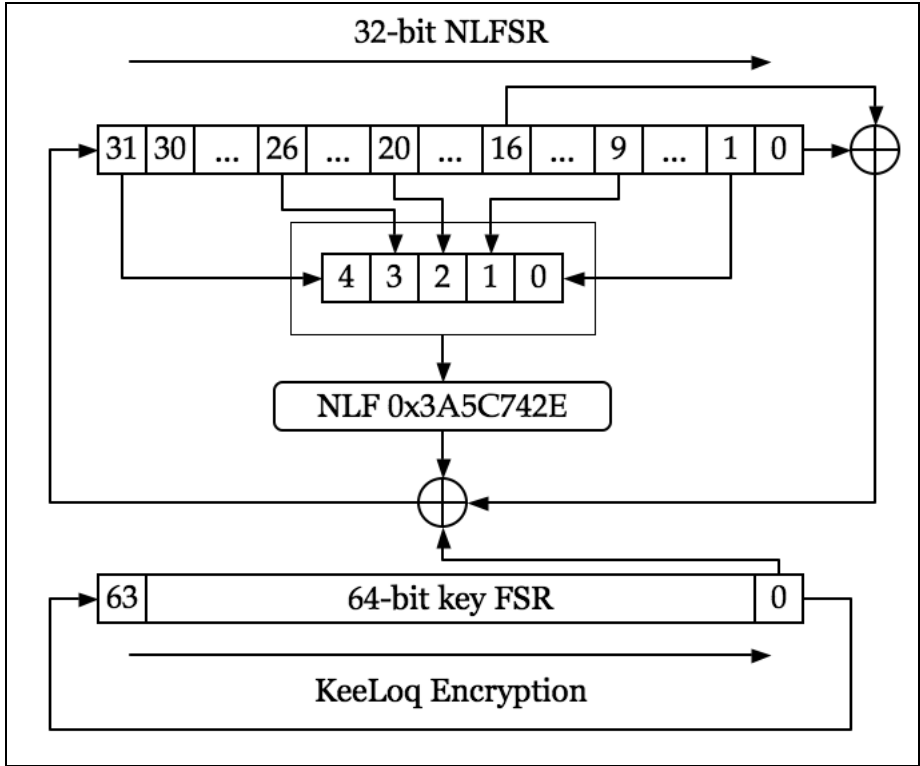 32-bit NLFSR
31 30 ... 26 ... 20 ... 16 ... 9 ... 1 0
4 3 2 1 0
NLF 0x3A5C742E
63 64-bit key FSR 0
KeeLoq Encryption